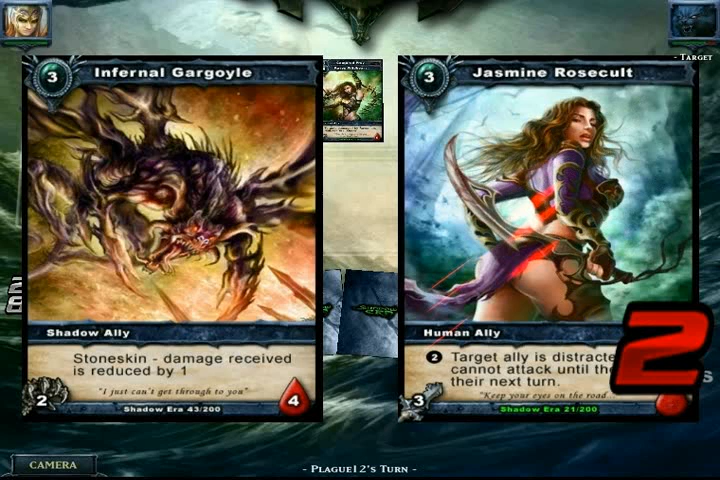 - Target
3
Infernal Gargoyle
Shadow Ally
Stoneskin - damage received
is reduced by 1
"I just can't get through to you"
2
Shadow Era 43/200
4
3
Jasmine Rosecult
Human Ally
2 Target ally is
cannot attack until
their next turn.
"Keep your eyes on the road...
3
Shadow Era 21/200
2
CAMERA
- Plague12's Turn -